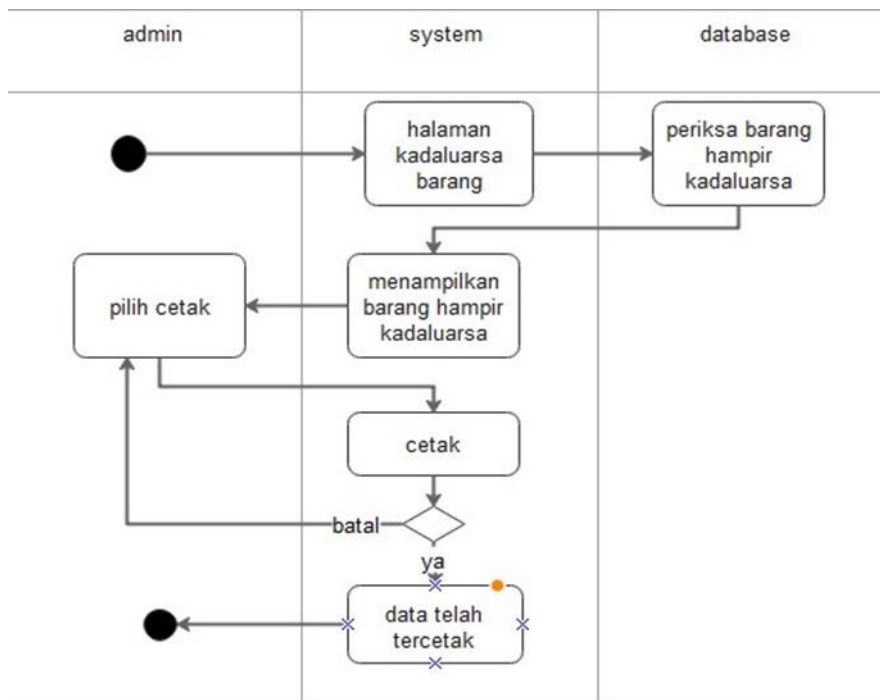 admin
system
database
halaman
kadaluarsa
barang
periksa barang
hampir
kadaluarsa
pilih cetak
menampilkan
barang hampir
kadaluarsa
cetak
batal
ya
data telah
tercetak